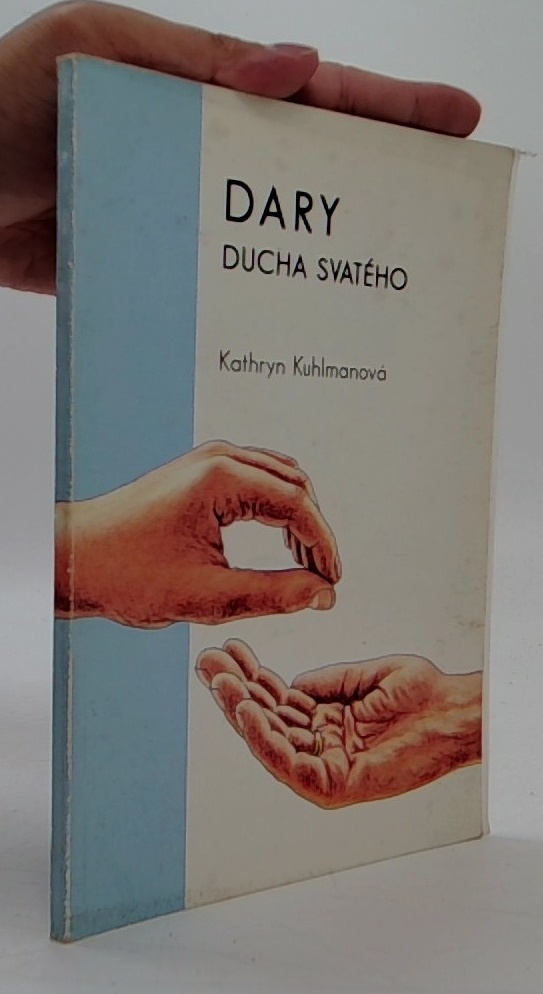 DARY
DUCHA SVATÉHO
Kathryn Kuhlmanová